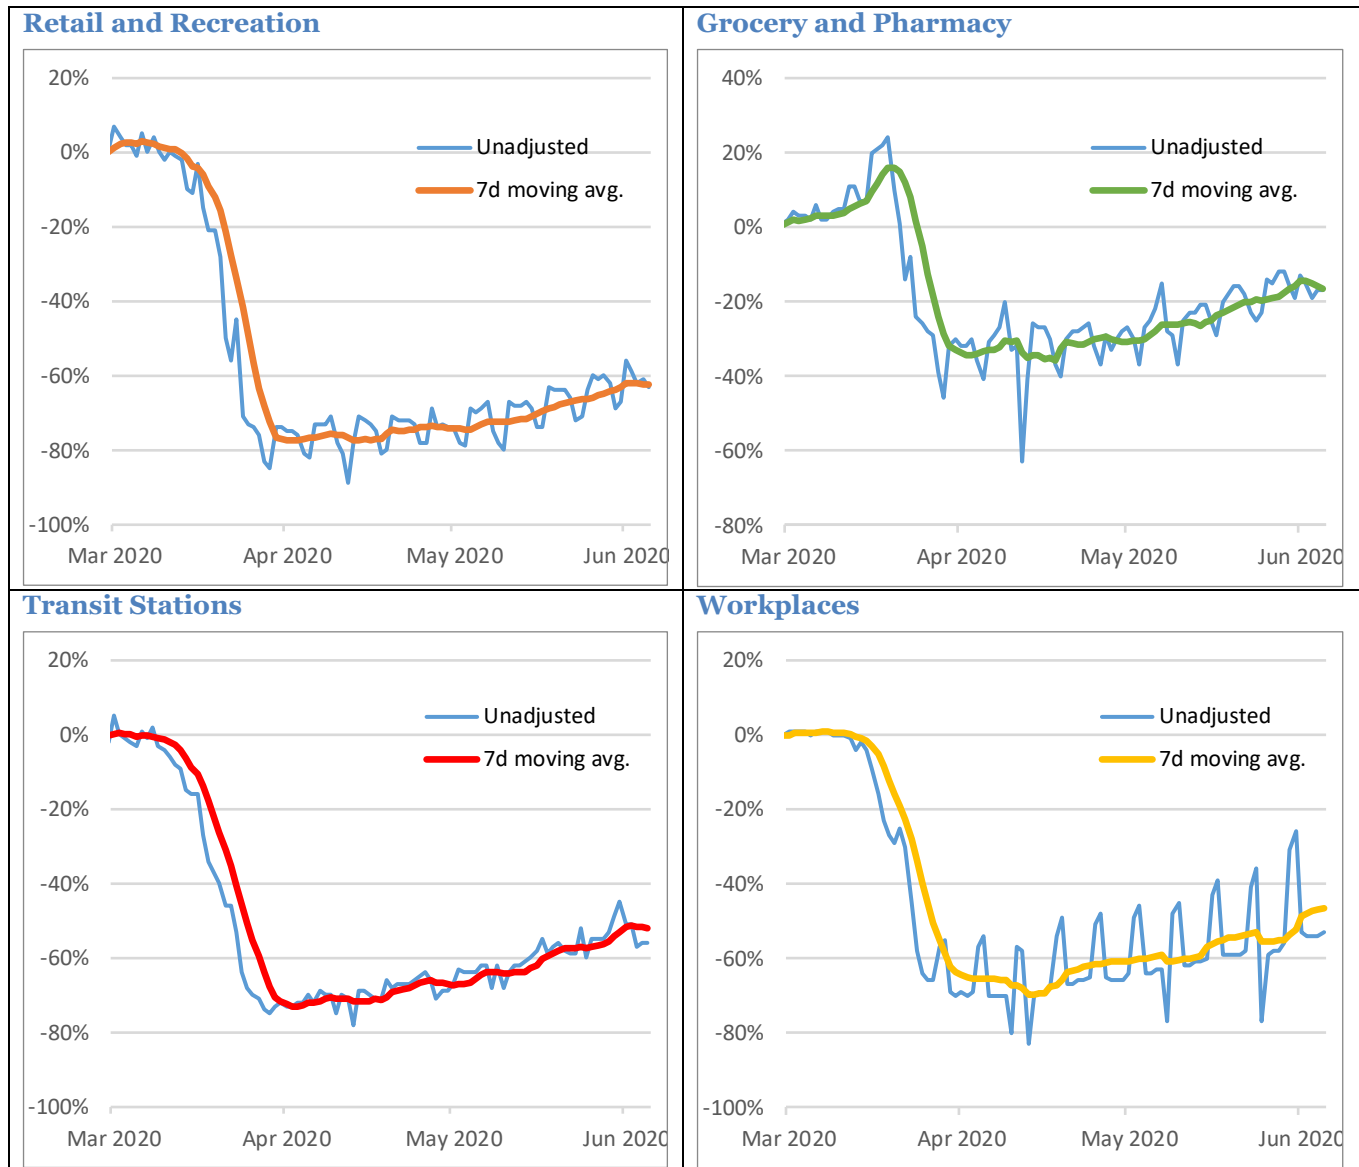 Retail and Recreation
20%
0%
-20%
-40%
-60%
-80%
-100%
Unadjusted
7d moving avg.
Mar 2020 Apr 2020 May 2020 Jun 2020
Grocery and Pharmacy
40%
20%
0%
-20%
-40%
-60%
-80%
Unadjusted
7d moving avg.
Mar 2020 Apr 2020 May 2020 Jun 2020
Transit Stations
20%
0%
-20%
-40%
-60%
-80%
-100%
Unadjusted
7d moving avg.
Mar 2020 Apr 2020 May 2020 Jun 2020
Workplaces
20%
0%
-20%
-40%
-60%
-80%
-100%
Unadjusted
7d moving avg.
Mar 2020 Apr 2020 May 2020 Jun 2020